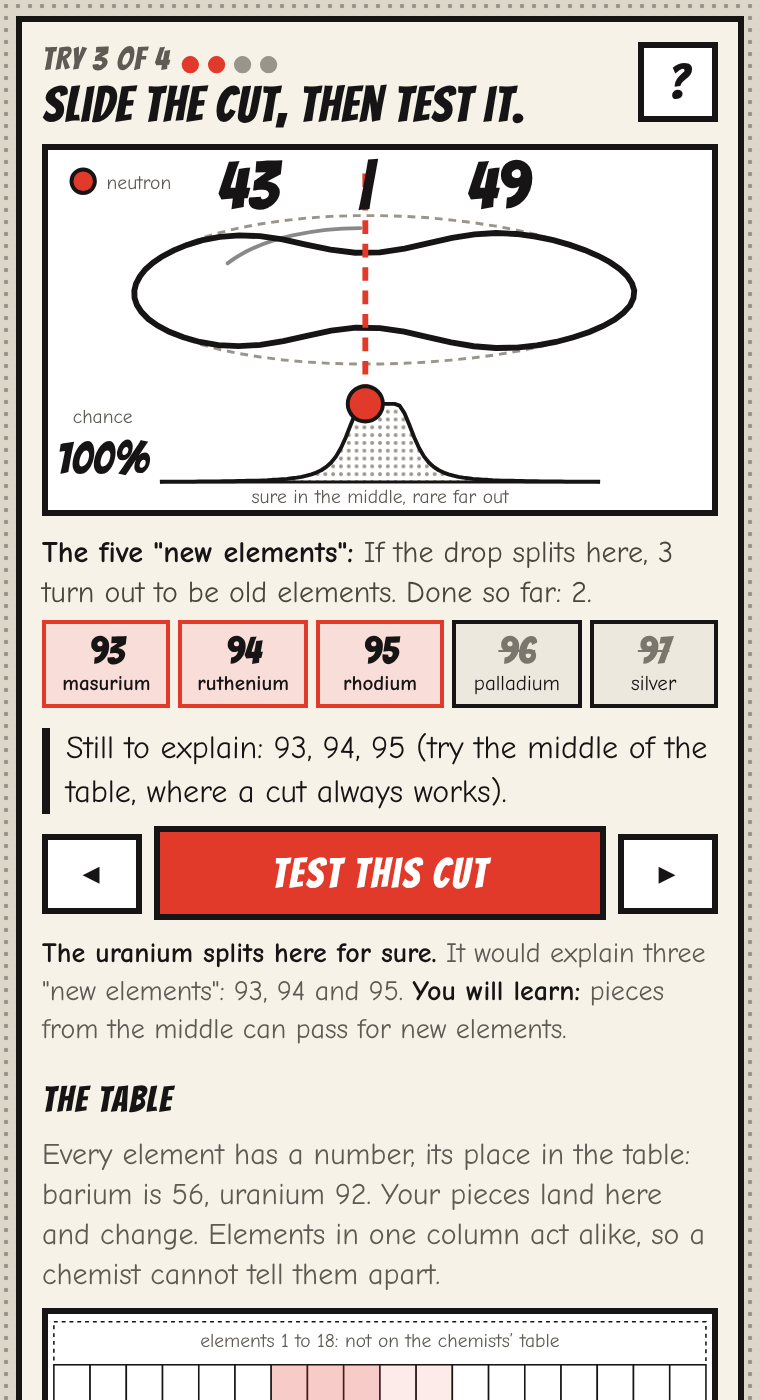 TRY 3 OF 4
?
SLIDE THE CUT, THEN TEST IT.
neutron
43 / 49
chance
100%
sure in the middle, rare far out
The five "new elements": If the drop splits here, 3
turn out to be old elements. Done so far: 2.
93 94 95 96 97
masurium ruthenium rhodium palladium silver
Still to explain: 93, 94, 95 (try the middle of the
table, where a cut always works).
◄ TEST THIS CUT ►
The uranium splits here for sure. It would explain three
"new elements": 93, 94 and 95. You will learn: pieces
from the middle can pass for new elements.
THE TABLE
Every element has a number, its place in the table:
barium is 56, uranium 92. Your pieces land here
and change. Elements in one column act alike, so a
chemist cannot tell them apart.
elements 1 to 18: not on the chemists' table